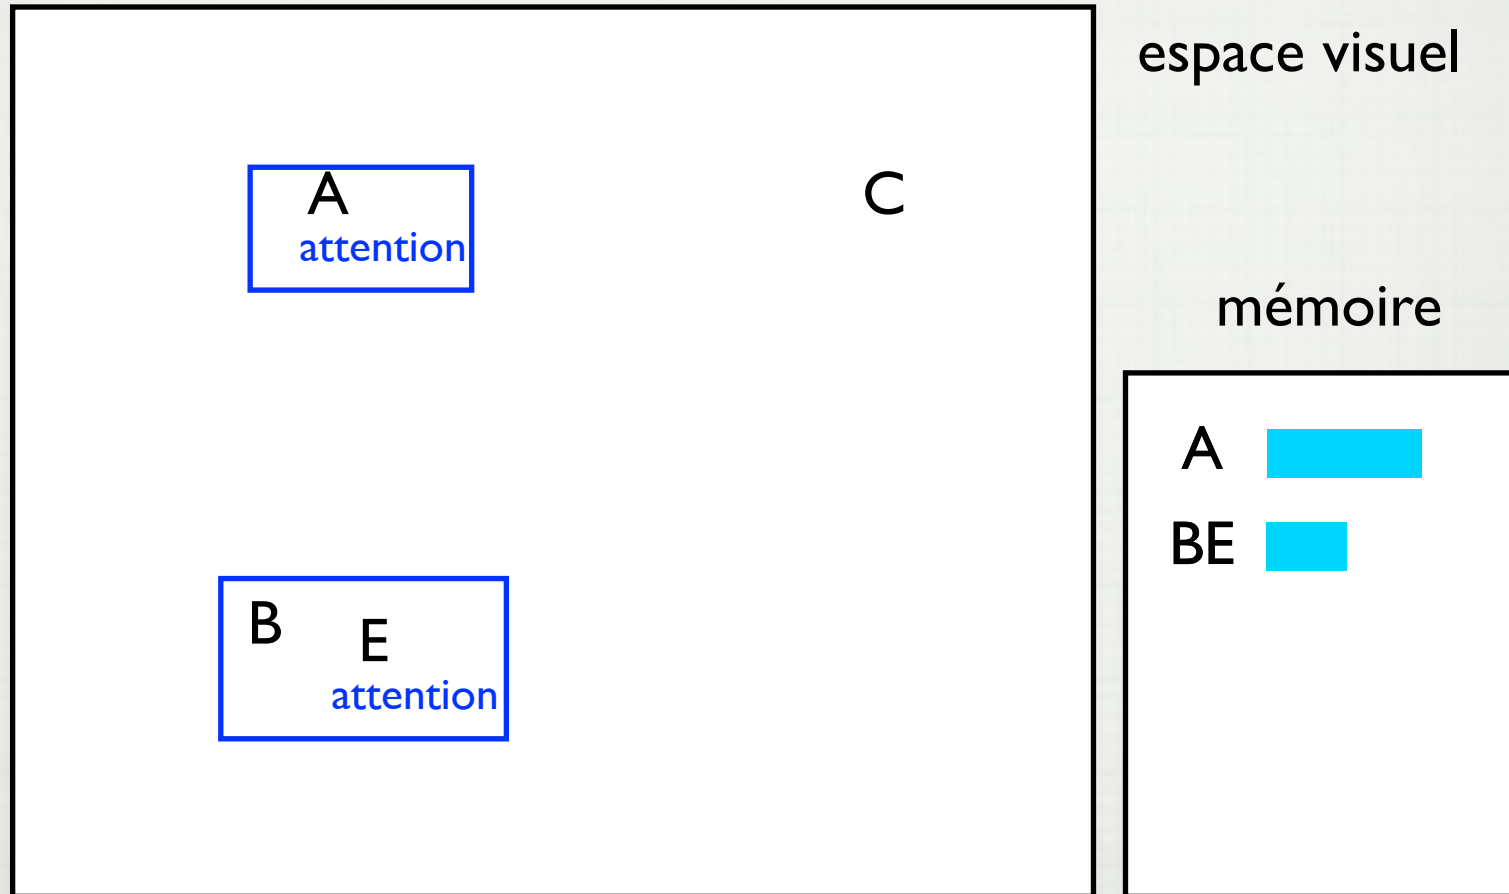 espace visuel
A
attention
C
mémoire
A
BE
B E
attention